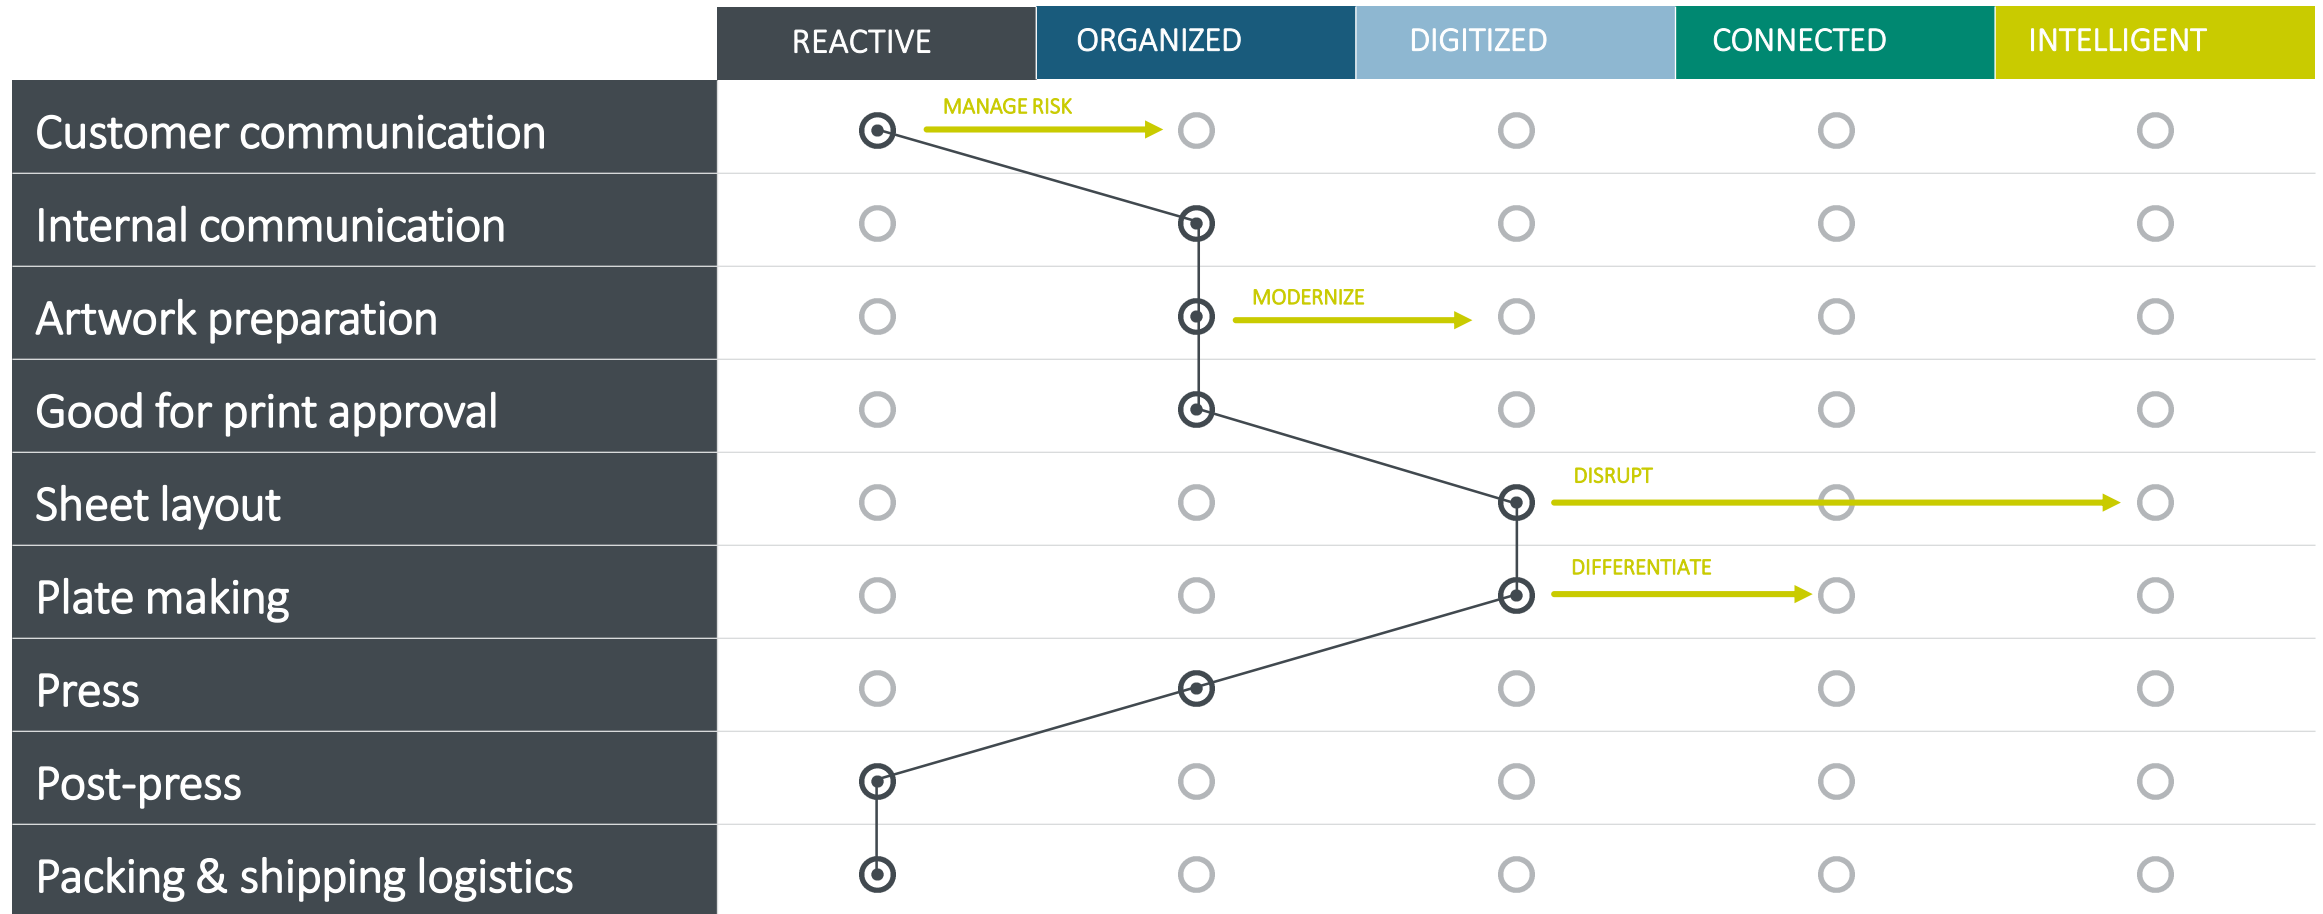 REACTIVE ORGANIZED DIGITIZED CONNECTED INTELLIGENT
Customer communication MANAGE RISK
Internal communication
Artwork preparation MODERNIZE
Good for print approval
Sheet layout DISRUPT
Plate making DIFFERENTIATE
Press
Post-press
Packing & shipping logistics